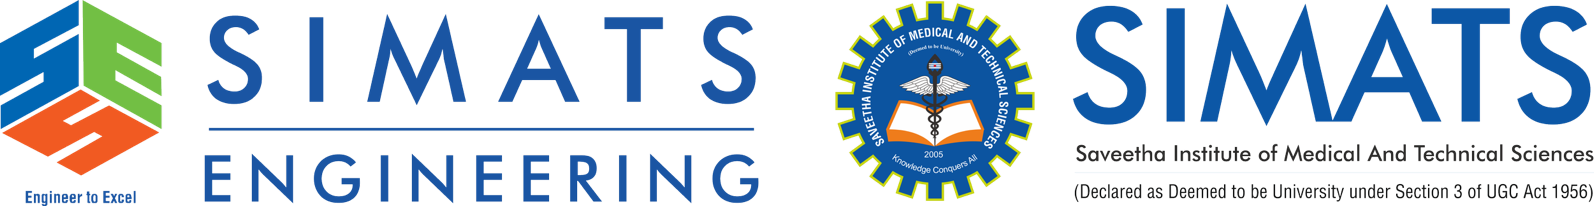 SES
Engineer to Excel
SIMATS
ENGINEERING
SAVEETHA INSTITUTE OF MEDICAL AND TECHNICAL SCIENCES
(Deemed to be University)
2005
Knowledge Conquers All
SIMATS
Saveetha Institute of Medical And Technical Sciences
(Declared as Deemed to be University under Section 3 of UGC Act 1956)